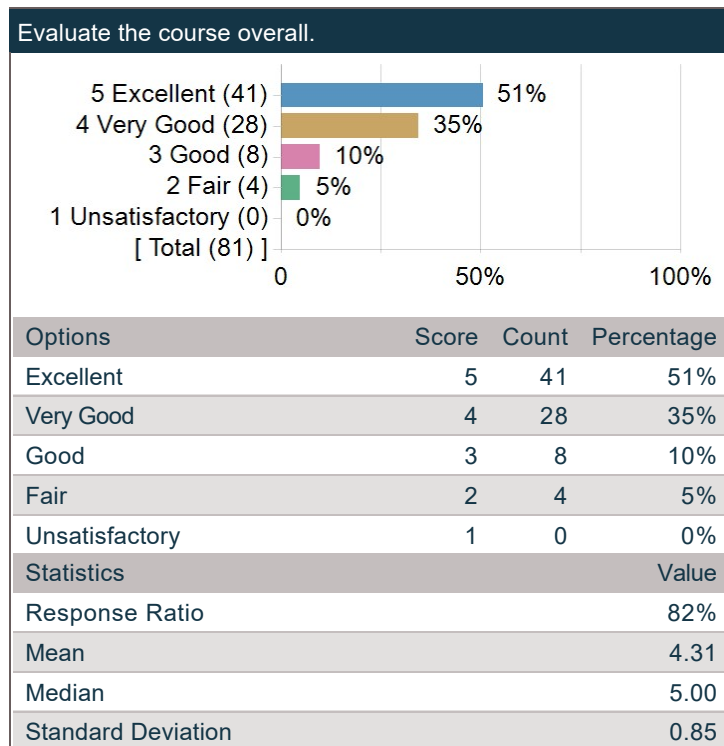 Evaluate the course overall.
5 Excellent (41) 51%
4 Very Good (28) 35%
3 Good (8) 10%
2 Fair (4) 5%
1 Unsatisfactory (0) 0%
[ Total (81) ]
0 50% 100%
Options Score Count Percentage
Excellent 5 41 51%
Very Good 4 28 35%
Good 3 8 10%
Fair 2 4 5%
Unsatisfactory 1 0 0%
Statistics Value
Response Ratio 82%
Mean 4.31
Median 5.00
Standard Deviation 0.85